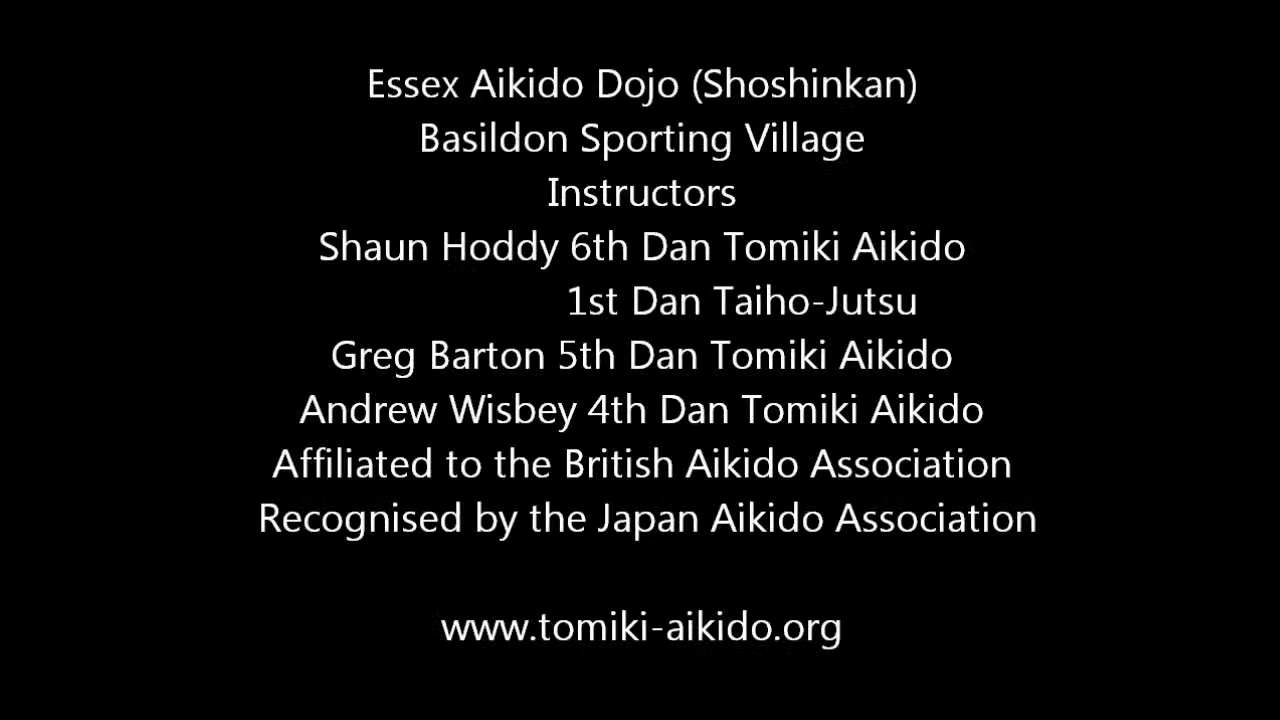 Essex Aikido Dojo (Shoshinkan)
Basildon Sporting Village
Instructors
Shaun Hoddy 6th Dan Tomiki Aikido
1st Dan Taiho-Jutsu
Greg Barton 5th Dan Tomiki Aikido
Andrew Wisbey 4th Dan Tomiki Aikido
Affiliated to the British Aikido Association
Recognised by the Japan Aikido Association
www.tomiki-aikido.org